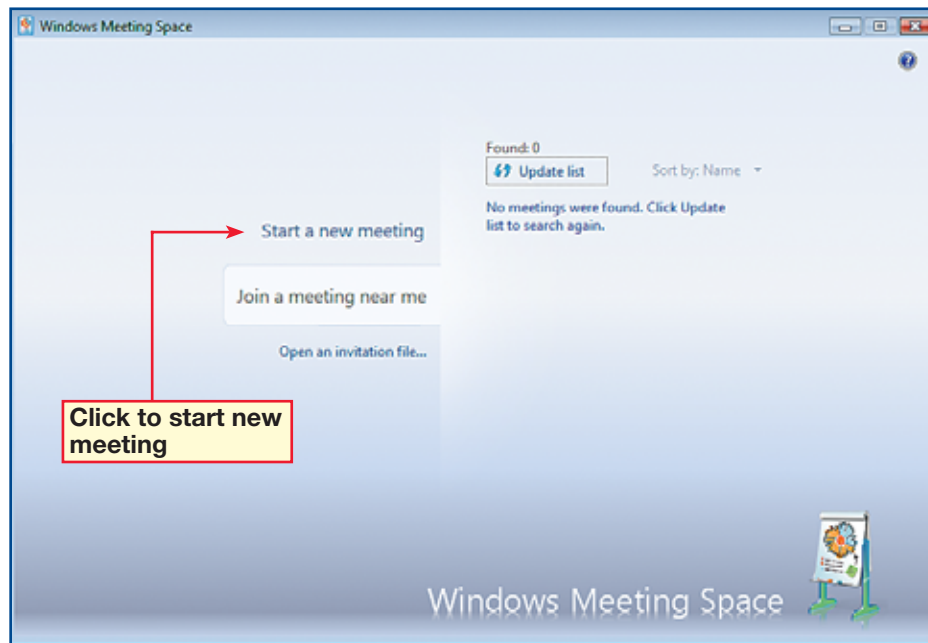 Windows Meeting Space
Found: 0
Update list
Sort by: Name
No meetings were found. Click Update
list to search again.
Start a new meeting
Join a meeting near me
Open an invitation file...
Click to start new
meeting
Windows Meeting Space